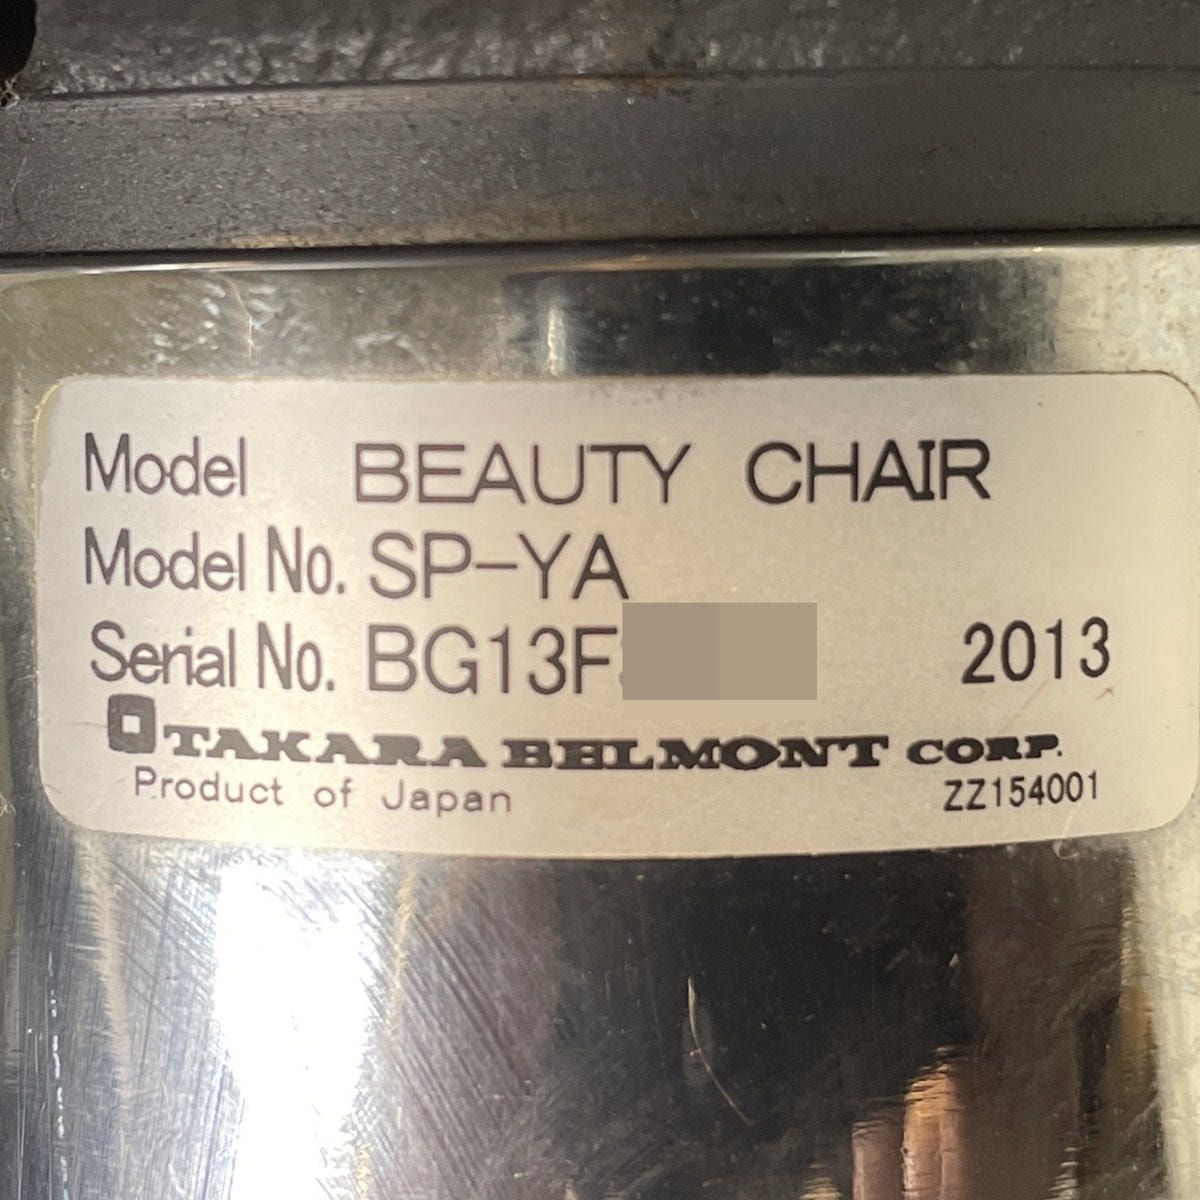 Model BEAUTY CHAIR
Model No. SP-YA
Serial No. BG13F 2013
TAKARA BELMONT CORP.
Product of Japan ZZ154001